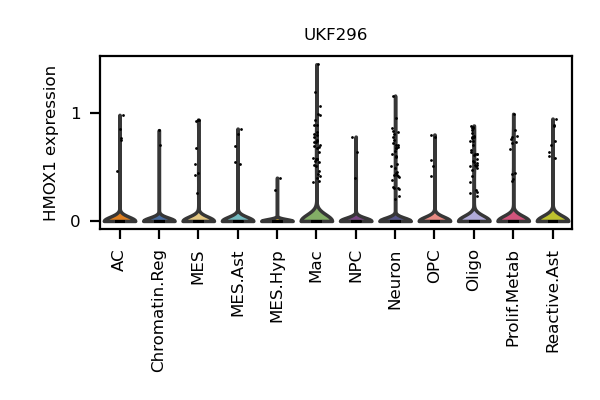 UKF296
HMOX1 expression
1
0
AC
Chromatin.Reg
MES
MES.Ast
MES.Hyp
Mac
NPC
Neuron
OPC
Oligo
Prolif.Metab
Reactive.Ast